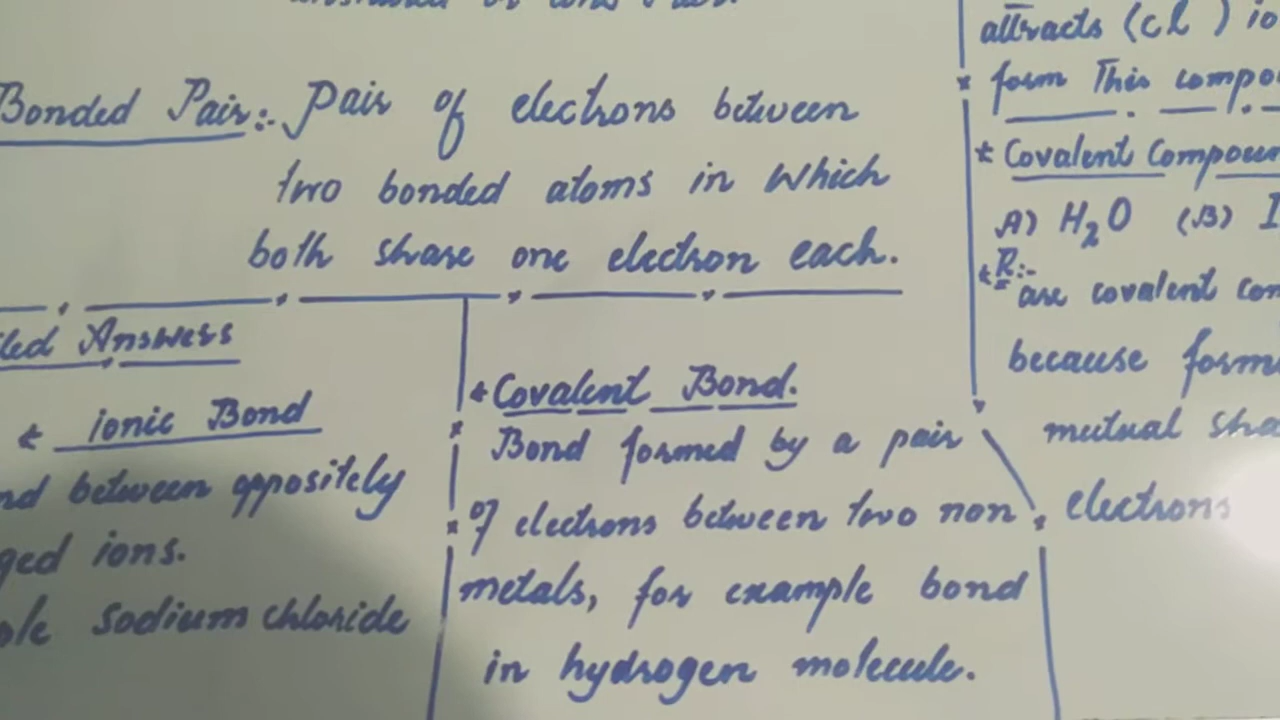 Bonded Pair:- Pair of electrons between
two bonded atoms in which
both share one electron each.
Answers
* ionic Bond
between oppositely
ions.
Sodium chloride
* Covalent Bond.
Bond formed by a pair
of electrons between two non
metals, for example bond
in hydrogen molecule.
attracts (Cl ) io
form This compo
* Covalent Compoun
A) H₂O (B) I
* R:-
are covalent com
because form
mutual sha
electrons